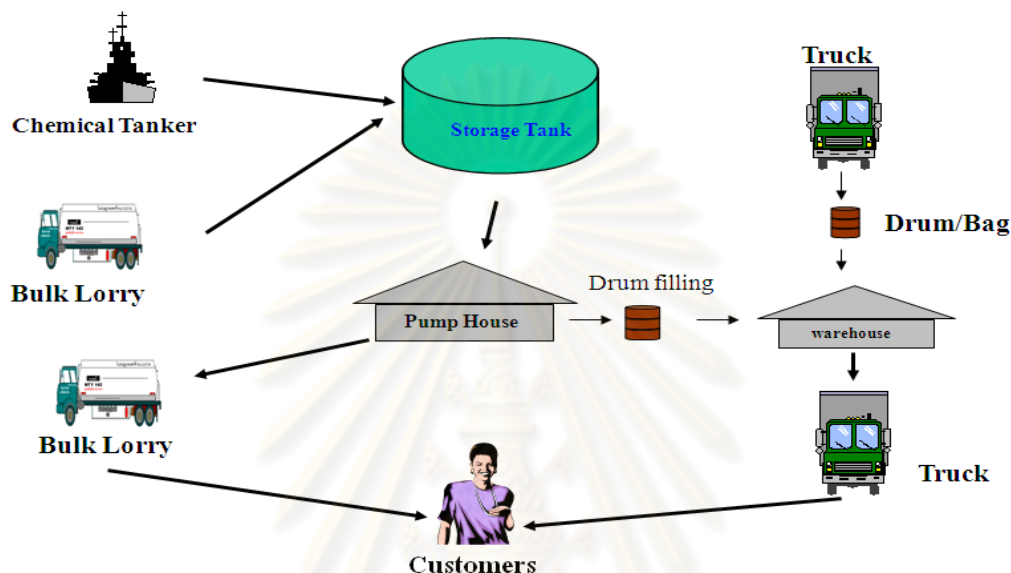 Truck
Chemical Tanker
Storage Tank
Drum/Bag
Bulk Lorry
Drum filling
Pump House
warehouse
Bulk Lorry
Truck
Customers